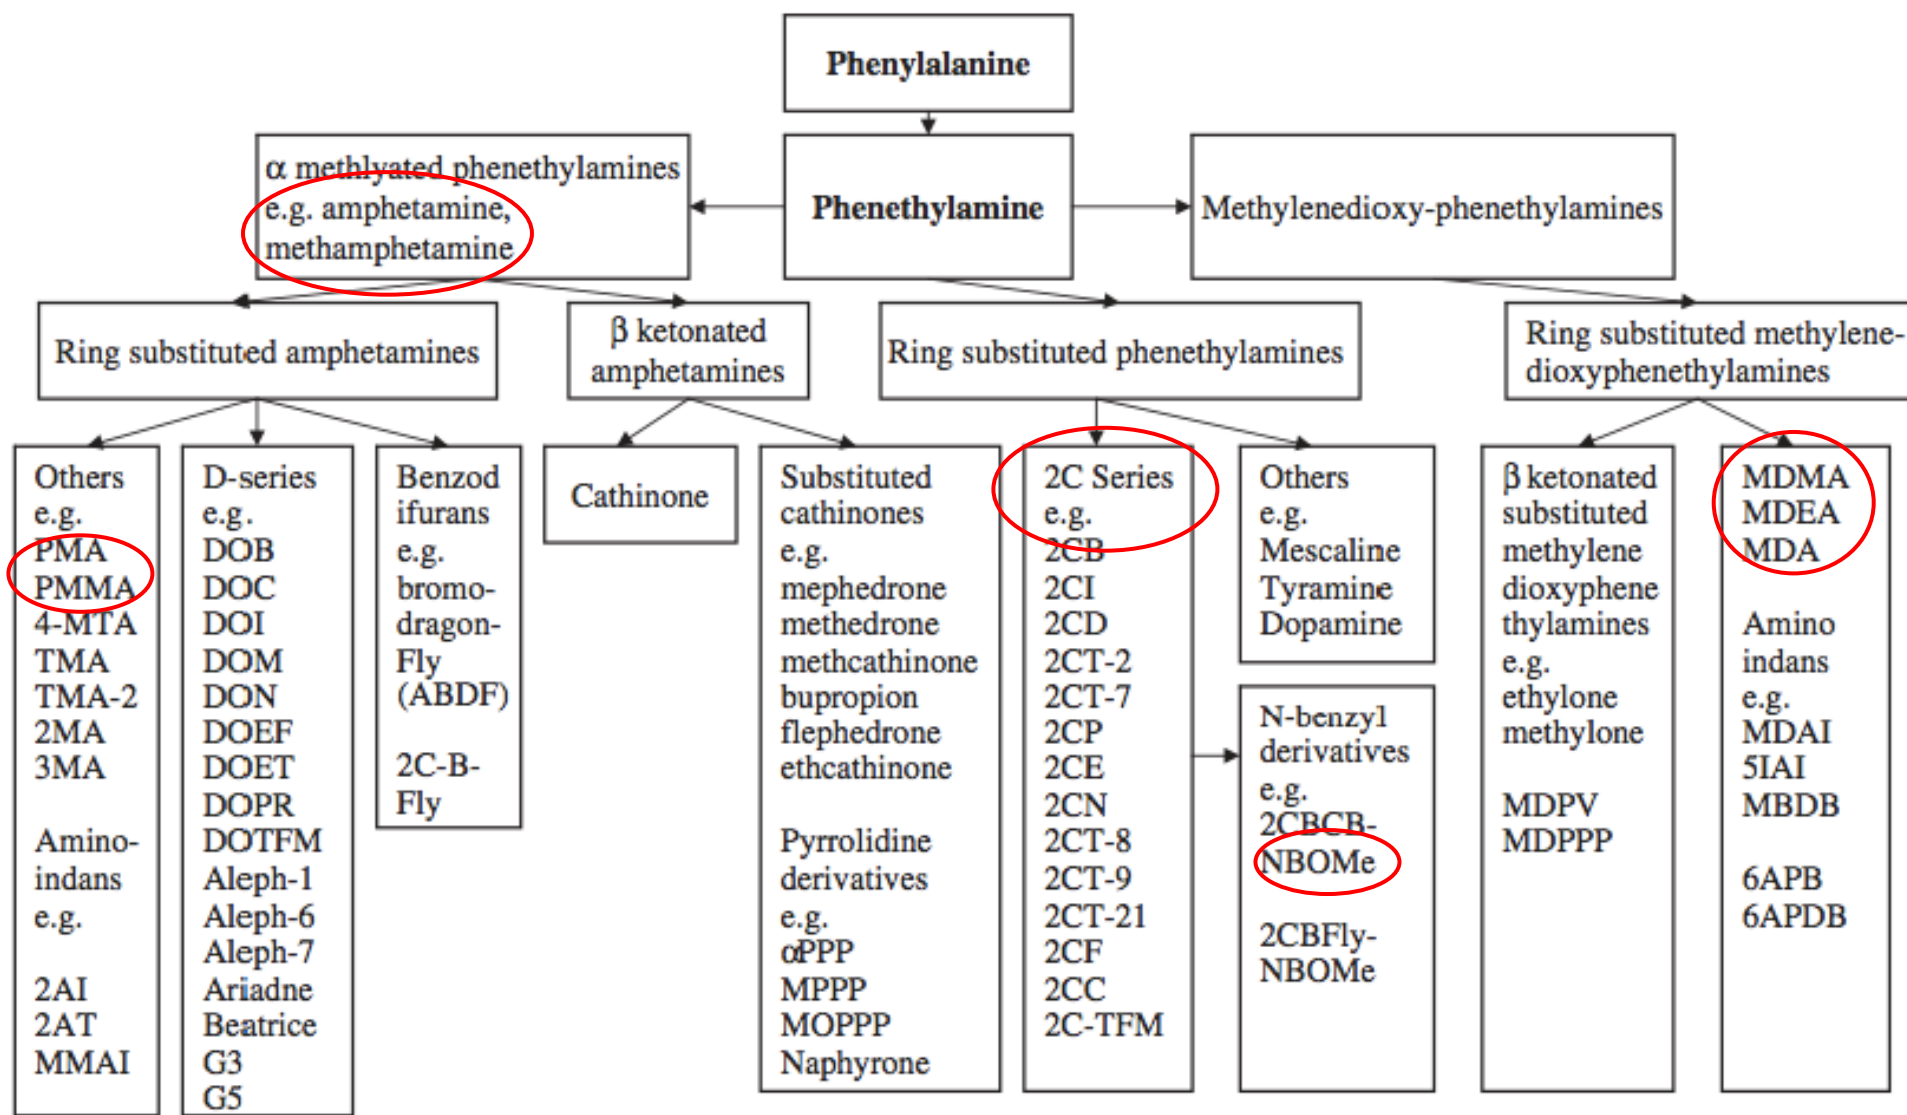 Phenylalanine
α methlyated phenethylamines
e.g. amphetamine,
methamphetamine
Phenethylamine
Methylenedioxy-phenethylamines
Ring substituted amphetamines
β ketonated
amphetamines
Ring substituted phenethylamines
Ring substituted methylene-
dioxyphenethylamines
Others
e.g.
PMA
PMMA
4-MTA
TMA
TMA-2
2MA
3MA
Amino-
indans
e.g.
2AI
2AT
MMAI
D-series
e.g.
DOB
DOC
DOI
DOM
DON
DOEF
DOET
DOPR
DOTFM
Aleph-1
Aleph-6
Aleph-7
Ariadne
Beatrice
G3
G5
Benzod
ifurans
e.g.
bromo-
dragon-
Fly
(ABDF)
2C-B-
Fly
Cathinone
Substituted
cathinones
e.g.
mephedrone
methedrone
methcathinone
bupropion
flephedrone
ethcathinone
Pyrrolidine
derivatives
e.g.
αPPP
MPPP
MOPPP
Naphyrone
2C Series
e.g.
2CB
2CI
2CD
2CT-2
2CT-7
2CP
2CE
2CN
2CT-8
2CT-9
2CT-21
2CF
2CC
2C-TFM
Others
e.g.
Mescaline
Tyramine
Dopamine
N-benzyl
derivatives
e.g.
2CBCB-
NBOMe
2CBFly-
NBOMe
β ketonated
substituted
methylene
dioxyphene
thylamines
e.g.
ethylone
methylone
MDPV
MDPPP
MDMA
MDEA
MDA
Amino
indans
e.g.
MDAI
5IAI
MBDB
6APB
6APDB